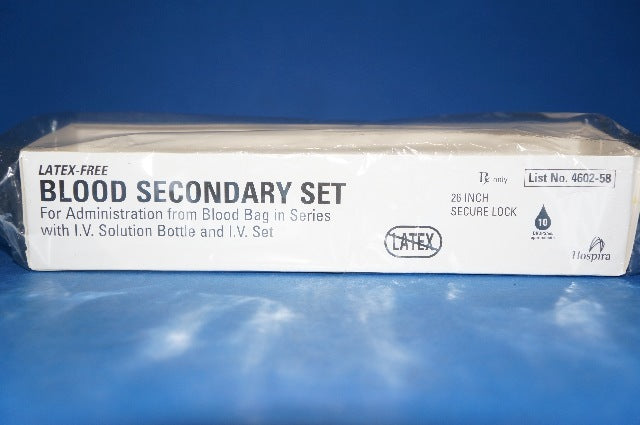 LATEX-FREE
BLOOD SECONDARY SET
For Administration from Blood Bag in Series
with I.V. Solution Bottle and I.V. Set
LATEX
Rx only
List No. 4602-58
26 INCH
SECURE LOCK
10
Hospira